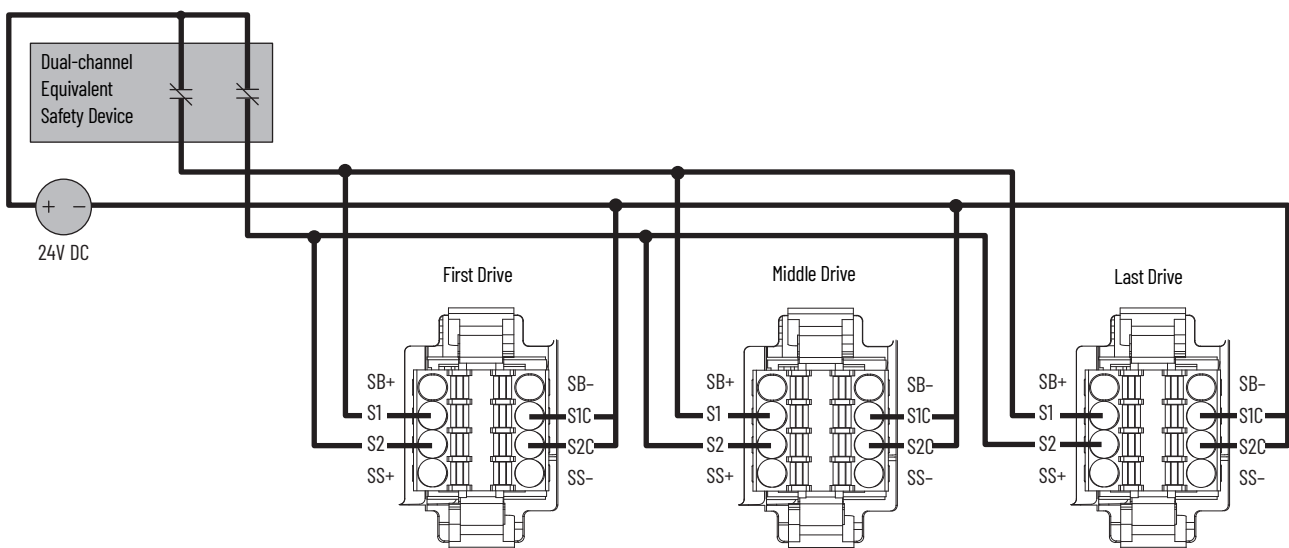 Dual-channel
Equivalent
Safety Device
+ −
24V DC
First Drive
Middle Drive
Last Drive
SB+ SB− SB+ SB− SB+ SB−
S1 S1C S1 S1C S1 S1C
S2 S2C S2 S2C S2 S2C
SS+ SS− SS+ SS− SS+ SS−